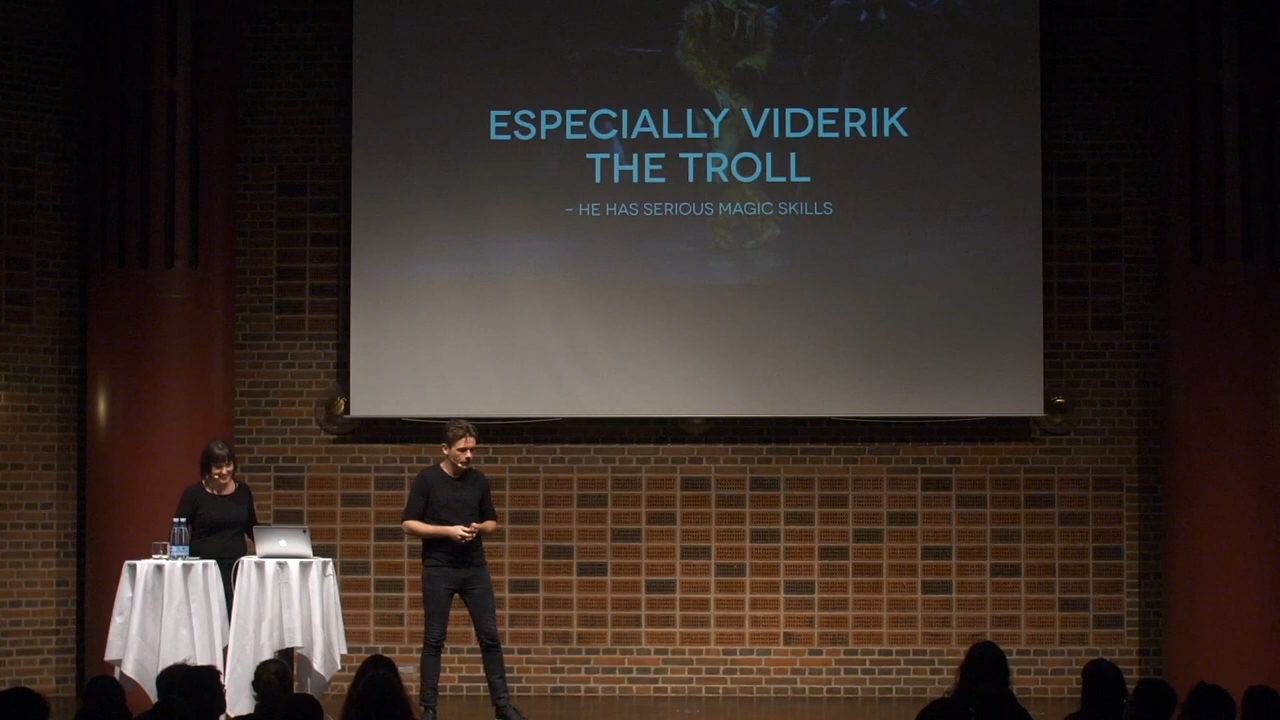 ESPECIALLY VIDERIK
THE TROLL
– HE HAS SERIOUS MAGIC SKILLS